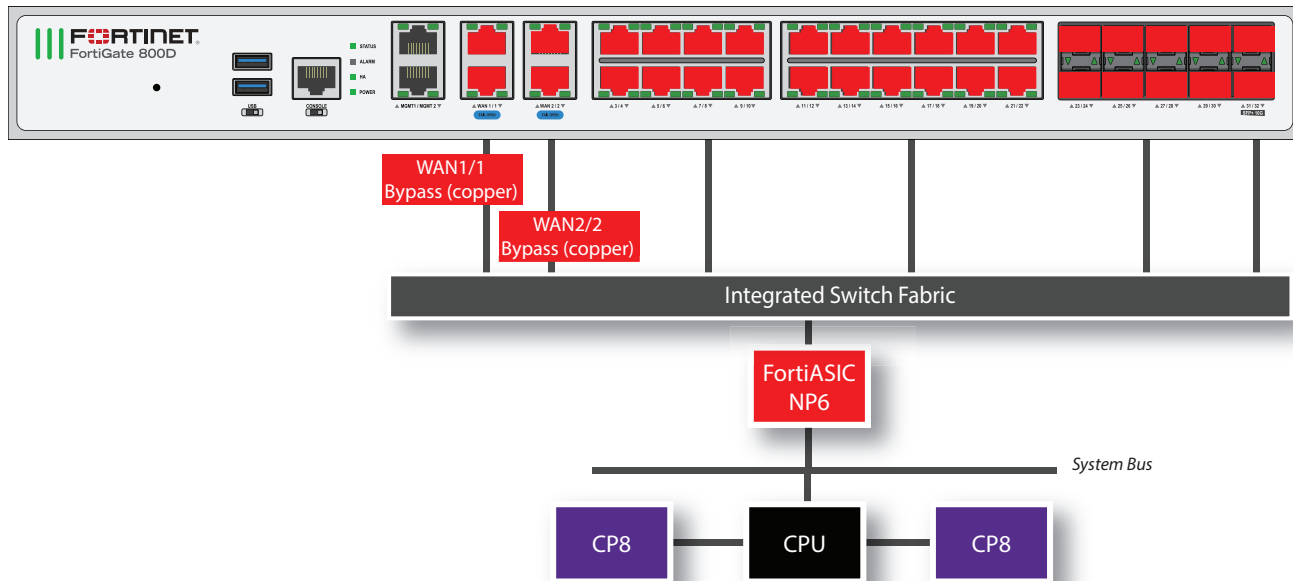 FORTINET
FortiGate 800D
STATUS
ALARM
HA
POWER
USB
CONSOLE
▲ MGMT1 / MGMT 2 ▼
▲ WAN 1 / 1 ▼
▲ WAN 2 / 2 ▼
▲ 3 / 4 ▼
▲ 5 / 6 ▼
▲ 7 / 8 ▼
▲ 9 / 10 ▼
▲ 11 / 12 ▼
▲ 13 / 14 ▼
▲ 15 / 16 ▼
▲ 17 / 18 ▼
▲ 19 / 20 ▼
▲ 21 / 22 ▼
▲ 23 / 24 ▼
▲ 25 / 26 ▼
▲ 27 / 28 ▼
▲ 29 / 30 ▼
▲ 31 / 32 ▼
SFP+ 10G
WAN1/1
Bypass (copper)
WAN2/2
Bypass (copper)
Integrated Switch Fabric
FortiASIC
NP6
System Bus
CP8
CPU
CP8